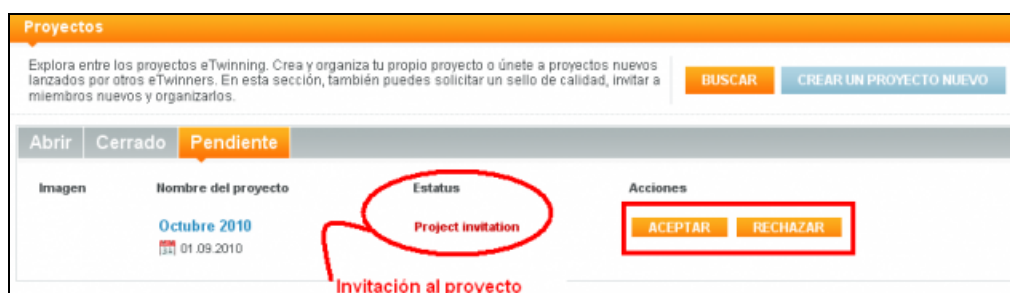 Proyectos
Explora entre los proyectos eTwinning. Crea y organiza tu propio proyecto o únete a proyectos nuevos
lanzados por otros eTwinners. En esta sección, también puedes solicitar un sello de calidad, invitar a
miembros nuevos y organizarlos.
BUSCAR CREAR UN PROYECTO NUEVO
Abrir Cerrado Pendiente
Imagen Nombre del proyecto Estatus Acciones
Octubre 2010 Project invitation ACEPTAR RECHAZAR
01.09.2010
Invitación al proyecto